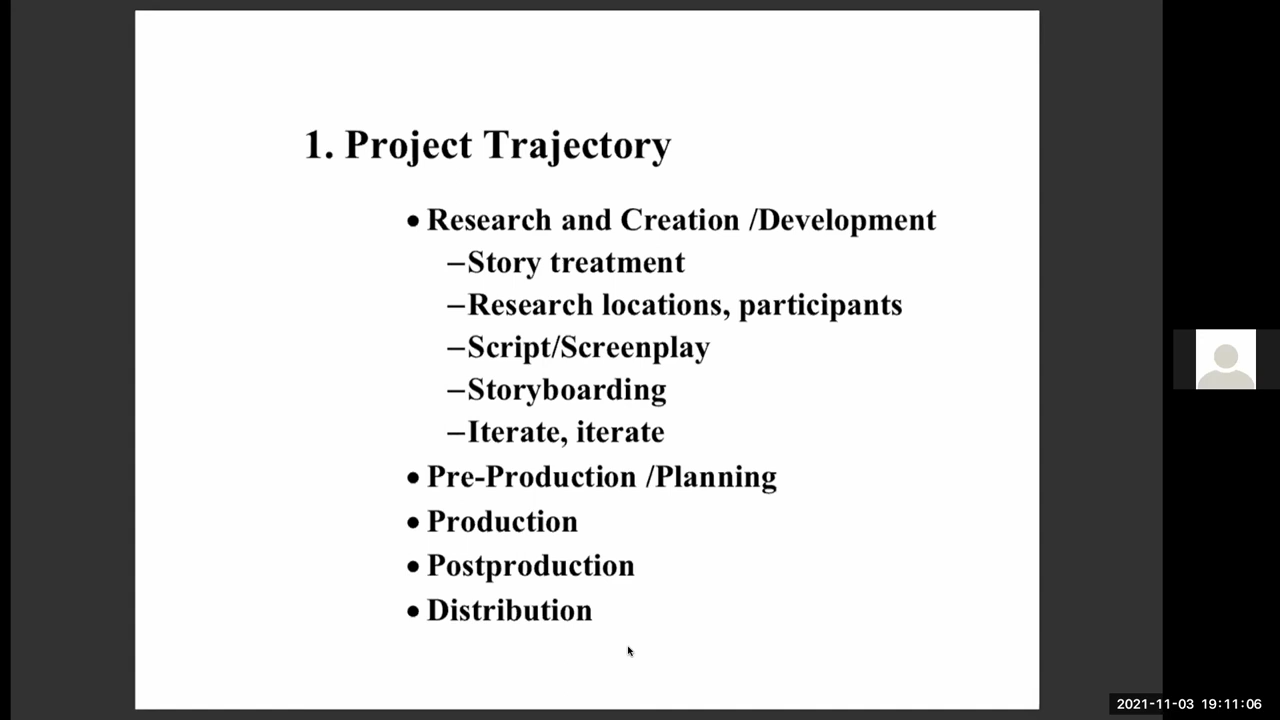 1. Project Trajectory
• Research and Creation /Development
–Story treatment
–Research locations, participants
–Script/Screenplay
–Storyboarding
–Iterate, iterate
• Pre-Production /Planning
• Production
• Postproduction
• Distribution
2021-11-03 19:11:06